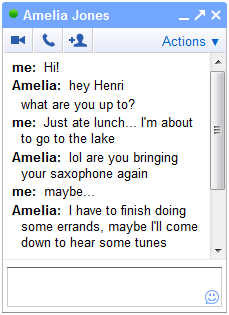 Amelia Jones
Actions ▼
me: Hi!
Amelia: hey Henri
what are you up to?
me: Just ate lunch... I'm about
to go to the lake
Amelia: lol are you bringing
your saxophone again
me: maybe...
Amelia: I have to finish doing
some errands, maybe I'll come
down to hear some tunes